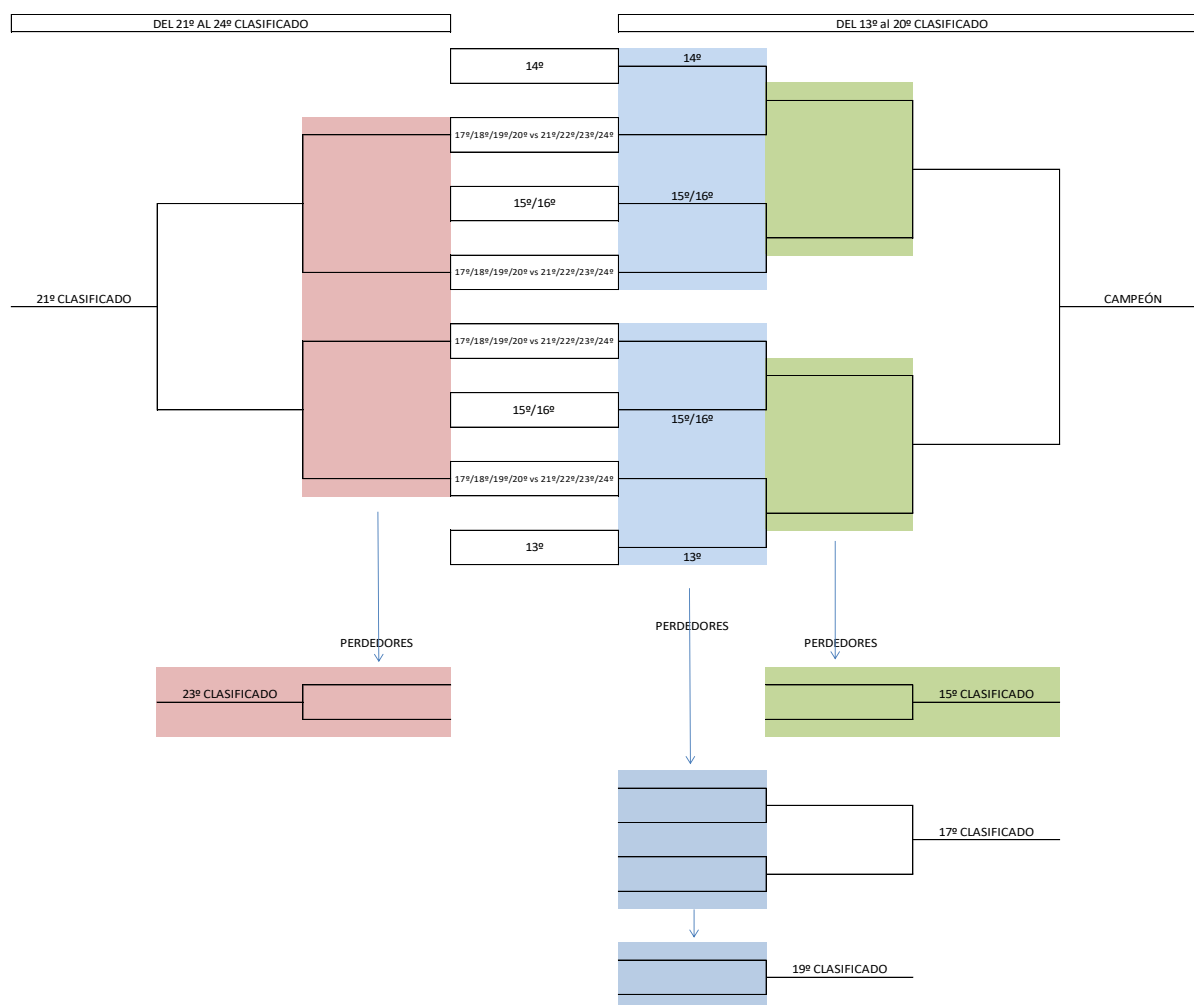 DEL 21º AL 24º CLASIFICADO
DEL 13º al 20º CLASIFICADO
14º
14º
17º/18º/19º/20º vs 21º/22º/23º/24º
15º/16º
15º/16º
17º/18º/19º/20º vs 21º/22º/23º/24º
21º CLASIFICADO
CAMPEÓN
17º/18º/19º/20º vs 21º/22º/23º/24º
15º/16º
15º/16º
17º/18º/19º/20º vs 21º/22º/23º/24º
13º
13º
PERDEDORES
PERDEDORES
PERDEDORES
23º CLASIFICADO
15º CLASIFICADO
17º CLASIFICADO
19º CLASIFICADO